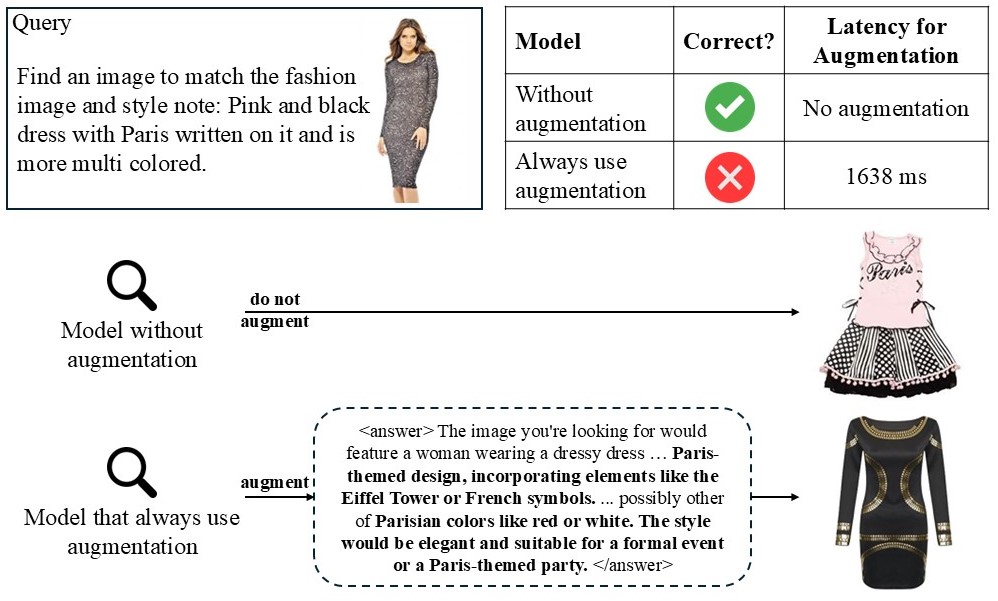 Query
Find an image to match the fashion
image and style note: Pink and black
dress with Paris written on it and is
more multi colored.
Model
Correct?
Latency for
Augmentation
Without
augmentation
No augmentation
Always use
augmentation
1638 ms
Model without
augmentation
do not
augment
Paris
Model that always use
augmentation
augment
<answer> The image you're looking for would
feature a woman wearing a dressy dress … Paris-
themed design, incorporating elements like the
Eiffel Tower or French symbols. ... possibly other
of Parisian colors like red or white. The style
would be elegant and suitable for a formal event
or a Paris-themed party. </answer>